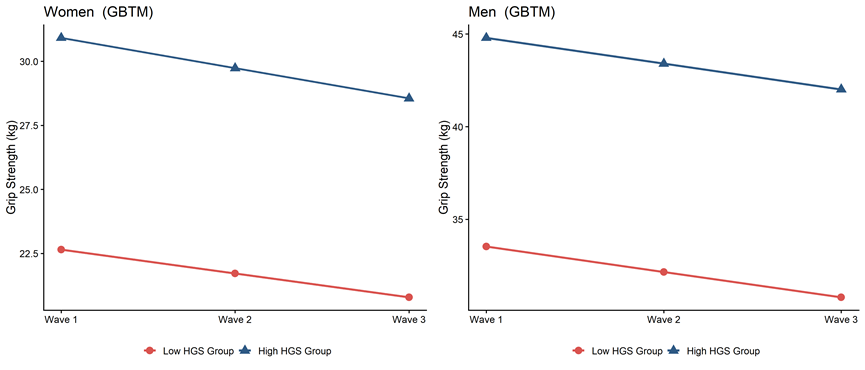 Women (GBTM)
Grip Strength (kg)
30.0
27.5
25.0
22.5
Wave 1
Wave 2
Wave 3
Low HGS Group
High HGS Group
Men (GBTM)
Grip Strength (kg)
45
40
35
Wave 1
Wave 2
Wave 3
Low HGS Group
High HGS Group